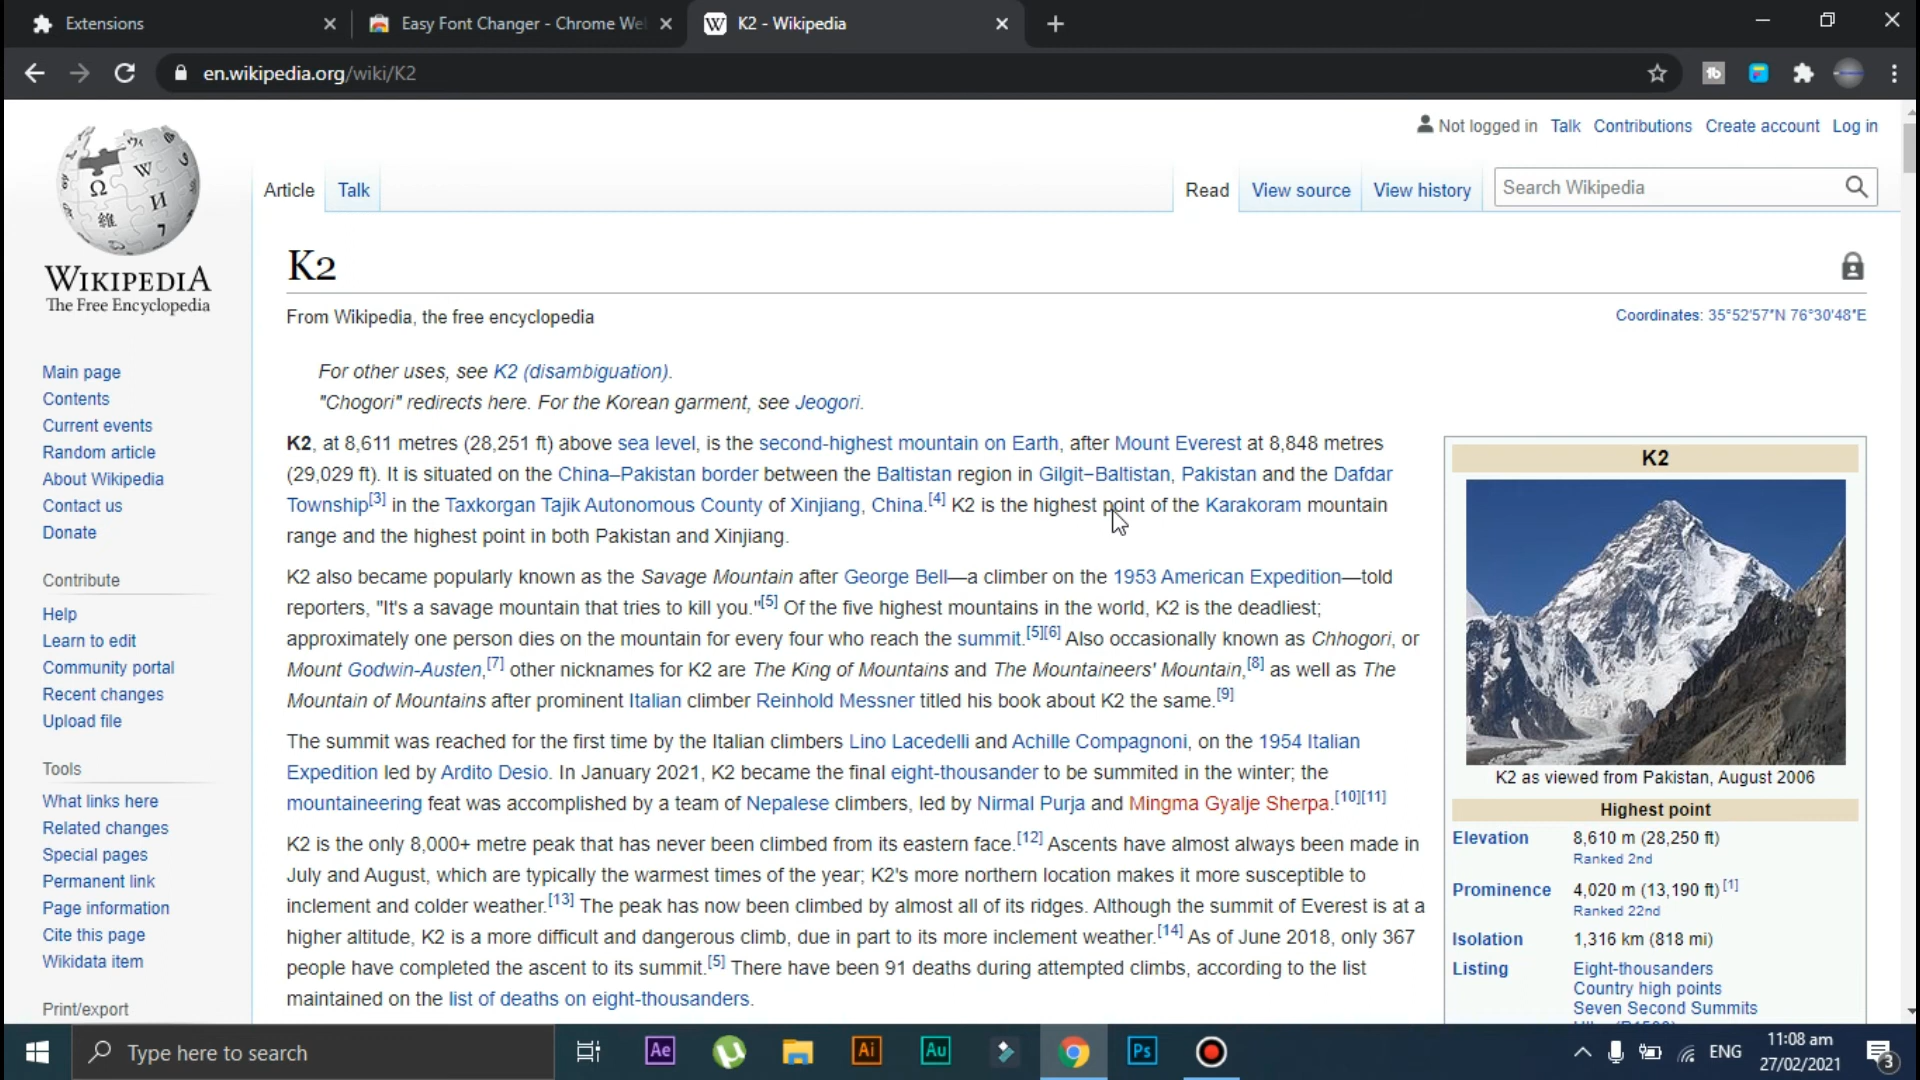 Extensions
Easy Font Changer - Chrome We
K2 - Wikipedia
en.wikipedia.org/wiki/K2
Not logged in Talk Contributions Create account Log in
WIKIPEDIA
The Free Encyclopedia
Article Talk Read View source View history Search Wikipedia
K2
From Wikipedia, the free encyclopedia
Coordinates: 35°52′57″N 76°30′48″E
For other uses, see K2 (disambiguation).
"Chogori" redirects here. For the Korean garment, see Jeogori.
K2, at 8,611 metres (28,251 ft) above sea level, is the second-highest mountain on Earth, after Mount Everest at 8,848 metres
(29,029 ft). It is situated on the China–Pakistan border between the Baltistan region in Gilgit–Baltistan, Pakistan and the Dafdar
Township[3] in the Taxkorgan Tajik Autonomous County of Xinjiang, China.[4] K2 is the highest point of the Karakoram mountain
range and the highest point in both Pakistan and Xinjiang.
K2 also became popularly known as the Savage Mountain after George Bell—a climber on the 1953 American Expedition—told
reporters, "It's a savage mountain that tries to kill you."[5] Of the five highest mountains in the world, K2 is the deadliest;
approximately one person dies on the mountain for every four who reach the summit.[5][6] Also occasionally known as Chhogori, or
Mount Godwin-Austen,[7] other nicknames for K2 are The King of Mountains and The Mountaineers' Mountain,[8] as well as The
Mountain of Mountains after prominent Italian climber Reinhold Messner titled his book about K2 the same.[9]
The summit was reached for the first time by the Italian climbers Lino Lacedelli and Achille Compagnoni, on the 1954 Italian
Expedition led by Ardito Desio. In January 2021, K2 became the final eight-thousander to be summited in the winter; the
mountaineering feat was accomplished by a team of Nepalese climbers, led by Nirmal Purja and Mingma Gyalje Sherpa.[10][11]
K2 is the only 8,000+ metre peak that has never been climbed from its eastern face.[12] Ascents have almost always been made in
July and August, which are typically the warmest times of the year; K2's more northern location makes it more susceptible to
inclement and colder weather.[13] The peak has now been climbed by almost all of its ridges. Although the summit of Everest is at a
higher altitude, K2 is a more difficult and dangerous climb, due in part to its more inclement weather.[14] As of June 2018, only 367
people have completed the ascent to its summit.[5] There have been 91 deaths during attempted climbs, according to the list
maintained on the list of deaths on eight-thousanders.
Main page
Contents
Current events
Random article
About Wikipedia
Contact us
Donate
Contribute
Help
Learn to edit
Community portal
Recent changes
Upload file
Tools
What links here
Related changes
Special pages
Permanent link
Page information
Cite this page
Wikidata item
Print/export
K2
K2 as viewed from Pakistan, August 2006
Highest point
Elevation 8,610 m (28,250 ft)
Ranked 2nd
Prominence 4,020 m (13,190 ft) [1]
Ranked 22nd
Isolation 1,316 km (818 mi)
Listing Eight-thousanders
Country high points
Seven Second Summits
Type here to search
Ae
Ai
Au
Ps
ENG
11:08 am
27/02/2021
3